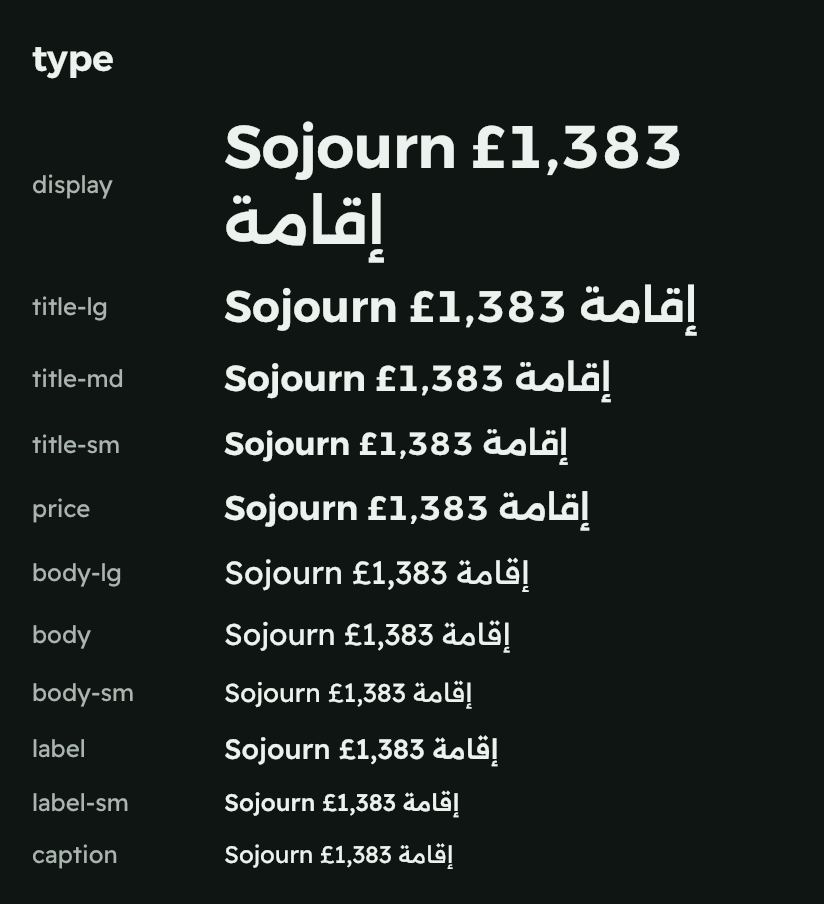 type
display
Sojourn £1,383
إقامة
title-lg
Sojourn £1,383 إقامة
title-md
Sojourn £1,383 إقامة
title-sm
Sojourn £1,383 إقامة
price
Sojourn £1,383 إقامة
body-lg
Sojourn £1,383 إقامة
body
Sojourn £1,383 إقامة
body-sm
Sojourn £1,383 إقامة
label
Sojourn £1,383 إقامة
label-sm
Sojourn £1,383 إقامة
caption
Sojourn £1,383 إقامة